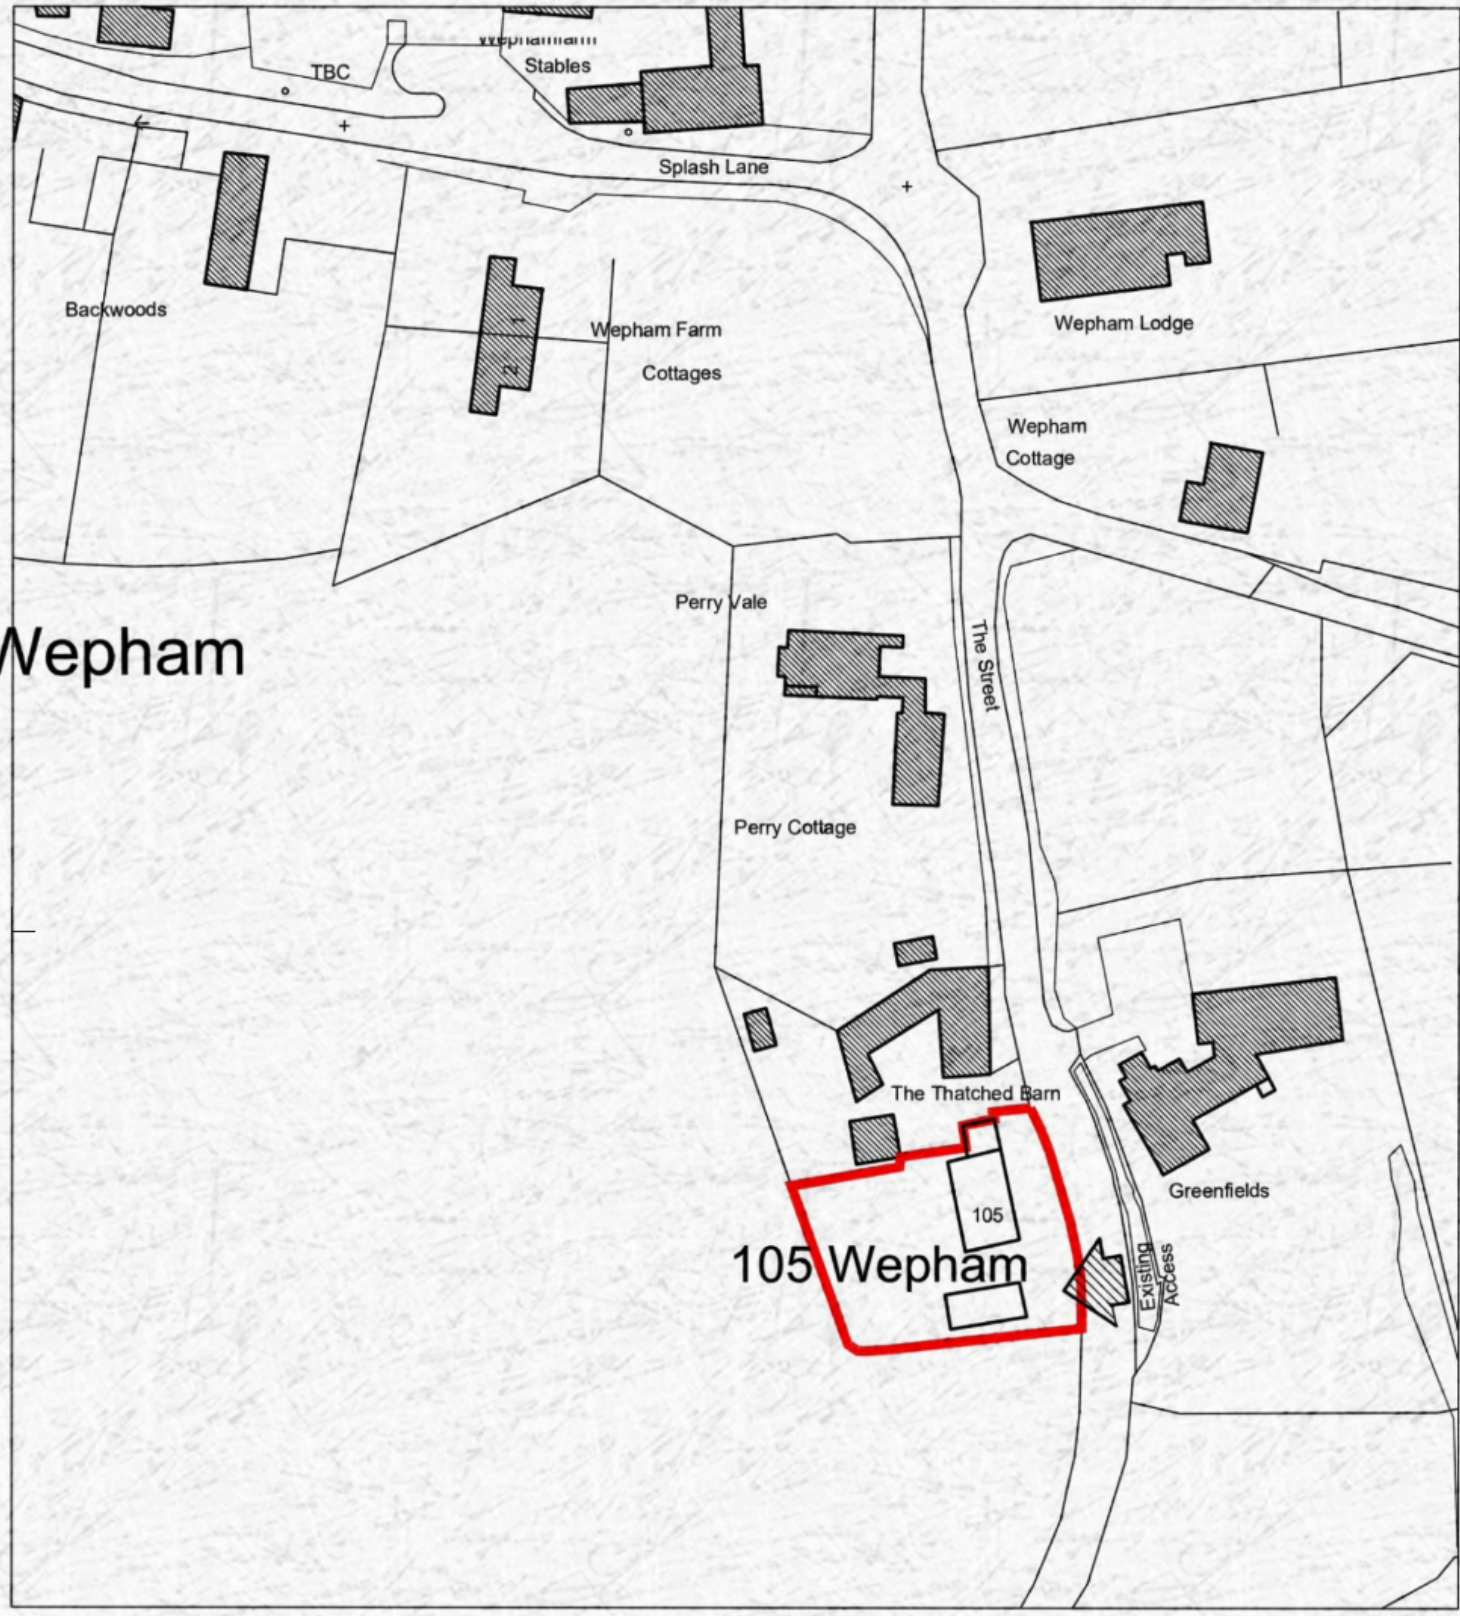 TBC
Stables
Splash Lane
Backwoods
1
2
Wepham Farm
Cottages
Wepham Lodge
Wepham
Cottage
Perry Vale
The Street
Wepham
Perry Cottage
The Thatched Barn
Greenfields
105
105 Wepham
Existing
Access